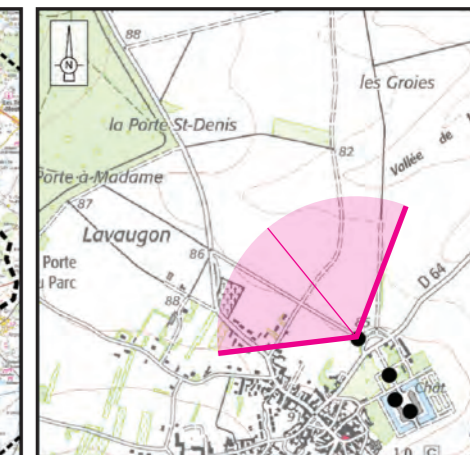 N
88
les Groies
la Porte St-Denis
82
Vallée de
Porte-à-Madame
87
Lavaugon
86
Porte
u Parc
88
D 64
Chât.